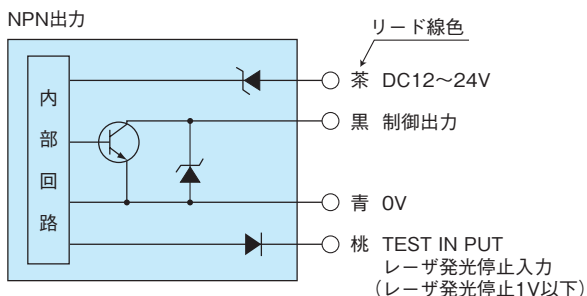 NPN出力
リード線色
内部回路
茶 DC12～24V
黒 制御出力
青 0V
桃 TEST IN PUT
レーザ発光停止入力
（レーザ発光停止1V以下）